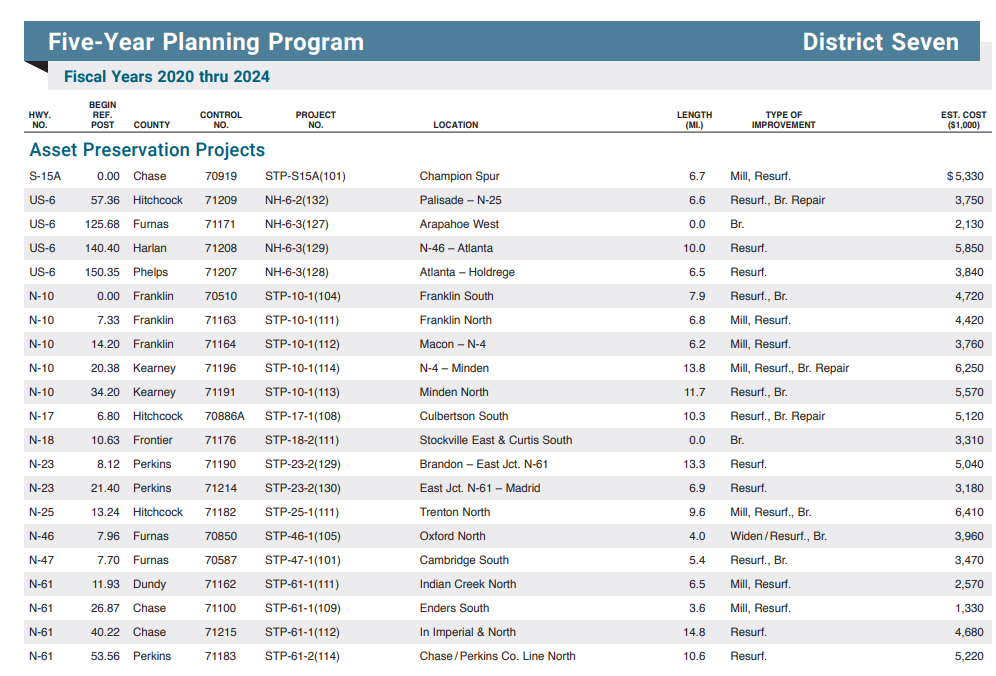 Five-Year Planning Program District Seven
Fiscal Years 2020 thru 2024
HWY. NO. BEGIN REF. POST COUNTY CONTROL NO. PROJECT NO. LOCATION LENGTH (MI.) TYPE OF IMPROVEMENT EST. COST ($1,000)
Asset Preservation Projects
S-15A 0.00 Chase 70919 STP-S15A(101) Champion Spur 6.7 Mill, Resurf. $5,330
US-6 57.36 Hitchcock 71209 NH-6-2(132) Palisade – N-25 6.6 Resurf., Br. Repair 3,750
US-6 125.68 Furnas 71171 NH-6-3(127) Arapahoe West 0.0 Br. 2,130
US-6 140.40 Harlan 71208 NH-6-3(129) N-46 – Atlanta 10.0 Resurf. 5,850
US-6 150.35 Phelps 71207 NH-6-3(128) Atlanta – Holdrege 6.5 Resurf. 3,840
N-10 0.00 Franklin 70510 STP-10-1(104) Franklin South 7.9 Resurf., Br. 4,720
N-10 7.33 Franklin 71163 STP-10-1(111) Franklin North 6.8 Mill, Resurf. 4,420
N-10 14.20 Franklin 71164 STP-10-1(112) Macon – N-4 6.2 Mill, Resurf. 3,760
N-10 20.38 Kearney 71196 STP-10-1(114) N-4 – Minden 13.8 Mill, Resurf., Br. Repair 6,250
N-10 34.20 Kearney 71191 STP-10-1(113) Minden North 11.7 Resurf., Br. 5,570
N-17 6.80 Hitchcock 70886A STP-17-1(108) Culbertson South 10.3 Resurf., Br. Repair 5,120
N-18 10.63 Frontier 71176 STP-18-2(111) Stockville East & Curtis South 0.0 Br. 3,310
N-23 8.12 Perkins 71190 STP-23-2(129) Brandon – East Jct. N-61 13.3 Resurf. 5,040
N-23 21.40 Perkins 71214 STP-23-2(130) East Jct. N-61 – Madrid 6.9 Resurf. 3,180
N-25 13.24 Hitchcock 71182 STP-25-1(111) Trenton North 9.6 Mill, Resurf., Br. 6,410
N-46 7.96 Furnas 70850 STP-46-1(105) Oxford North 4.0 Widen/Resurf., Br. 3,960
N-47 7.70 Furnas 70587 STP-47-1(101) Cambridge South 5.4 Resurf., Br. 3,470
N-61 11.93 Dundy 71162 STP-61-1(111) Indian Creek North 6.5 Mill, Resurf. 2,570
N-61 26.87 Chase 71100 STP-61-1(109) Enders South 3.6 Mill, Resurf. 1,330
N-61 40.22 Chase 71215 STP-61-1(112) In Imperial & North 14.8 Resurf. 4,680
N-61 53.56 Perkins 71183 STP-61-2(114) Chase/Perkins Co. Line North 10.6 Resurf. 5,220